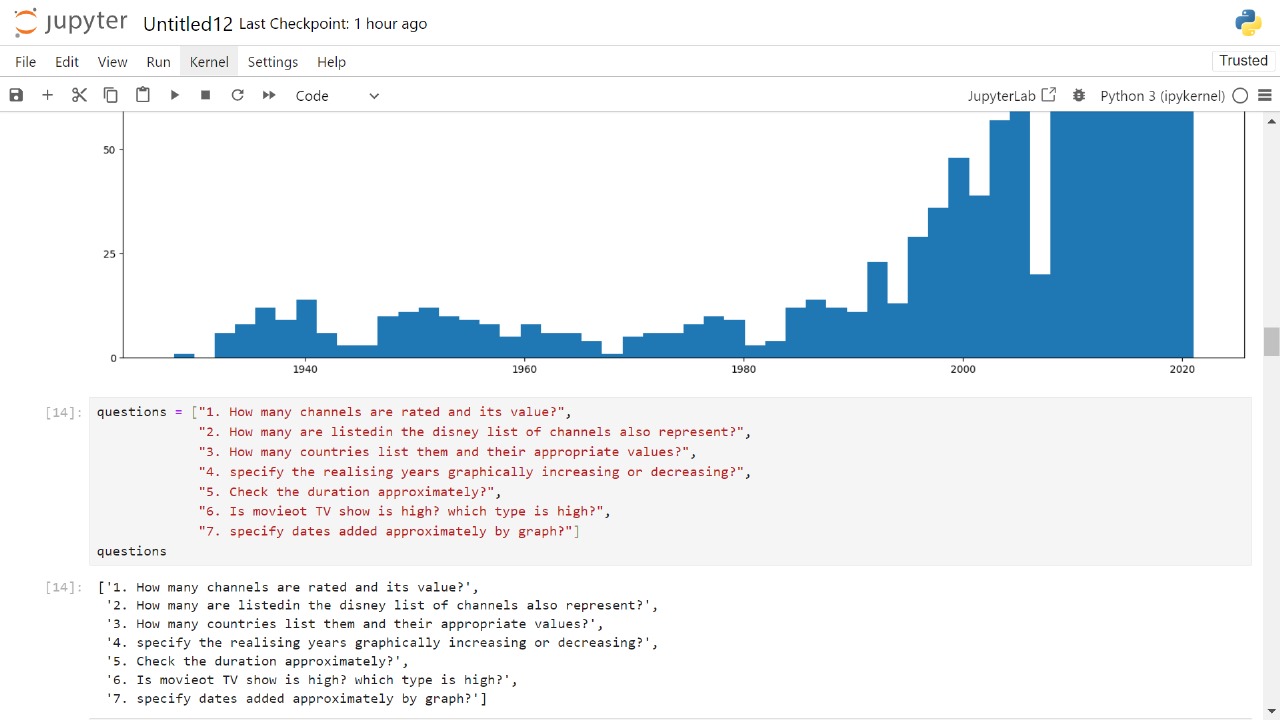 jupyter Untitled12 Last Checkpoint: 1 hour ago
File Edit View Run Kernel Settings Help Trusted
Code JupyterLab Python 3 (ipykernel)
50
25
0
1940 1960 1980 2000 2020
[14]: questions = ["1. How many channels are rated and its value?",
"2. How many are listedin the disney list of channels also represent?",
"3. How many countries list them and their appropriate values?",
"4. specify the realising years graphically increasing or decreasing?",
"5. Check the duration approximately?",
"6. Is movieot TV show is high? which type is high?",
"7. specify dates added approximately by graph?"]
questions
[14]: ['1. How many channels are rated and its value?',
'2. How many are listedin the disney list of channels also represent?',
'3. How many countries list them and their appropriate values?',
'4. specify the realising years graphically increasing or decreasing?',
'5. Check the duration approximately?',
'6. Is movieot TV show is high? which type is high?',
'7. specify dates added approximately by graph?']